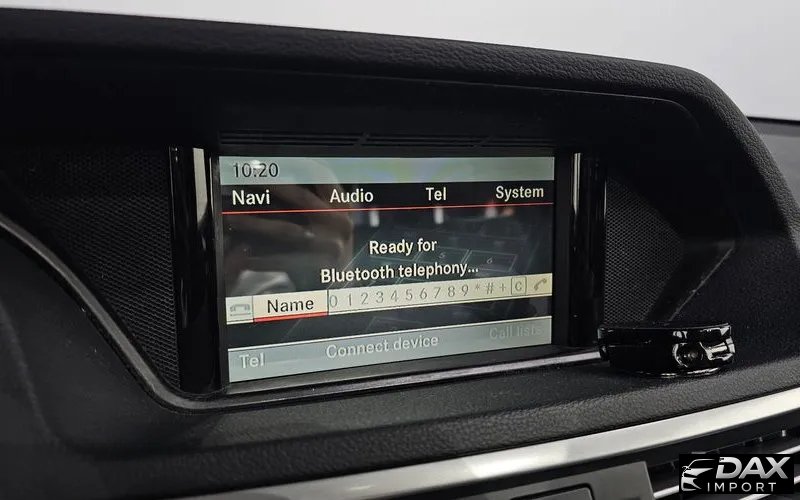 10:20
Navi Audio Tel System
Ready for
Bluetooth telephony...
Name 0 1 2 3 4 5 6 7 8 9 * # + C
Tel Connect device Call lists
DAX
IMPORT